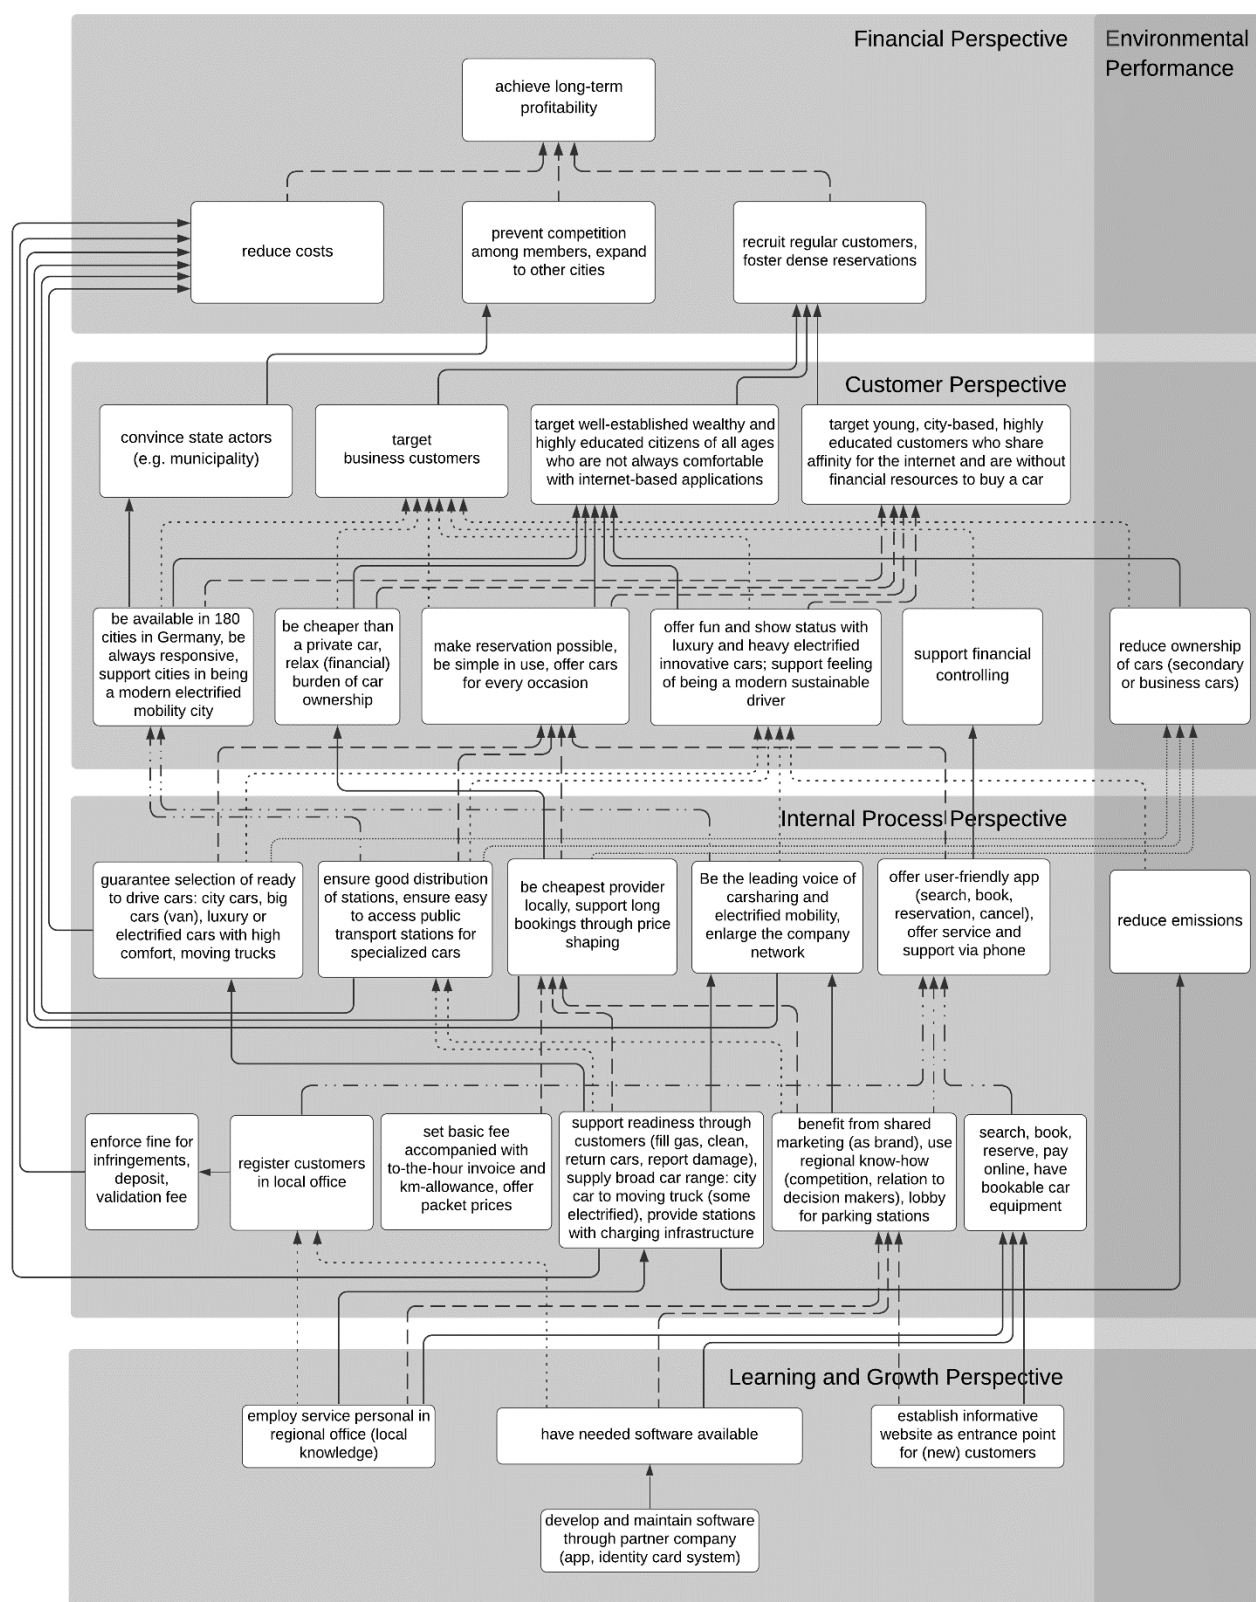 Financial Perspective
Environmental
Performance
achieve long-term
profitability
reduce costs
prevent competition
among members, expand
to other cities
recruit regular customers,
foster dense reservations
Customer Perspective
convince state actors
(e.g. municipality)
target
business customers
target well-established wealthy and
highly educated citizens of all ages
who are not always comfortable
with internet-based applications
target young, city-based, highly
educated customers who share
affinity for the internet and are without
financial resources to buy a car
be available in 180
cities in Germany, be
always responsive,
support cities in being
a modern electrified
mobility city
be cheaper than
a private car,
relax (financial)
burden of car
ownership
make reservation possible,
be simple in use, offer cars
for every occasion
offer fun and show status with
luxury and heavy electrified
innovative cars; support feeling
of being a modern sustainable
driver
support financial
controlling
reduce ownership
of cars (secondary
or business cars)
Internal Process Perspective
guarantee selection of ready
to drive cars: city cars, big
cars (van), luxury or
electrified cars with high
comfort, moving trucks
ensure good distribution
of stations, ensure easy
to access public
transport stations for
specialized cars
be cheapest provider
locally, support long
bookings through price
shaping
Be the leading voice of
carsharing and
electrified mobility,
enlarge the company
network
offer user-friendly app
(search, book,
reservation, cancel),
offer service and
support via phone
reduce emissions
enforce fine for
infringements,
deposit,
validation fee
register customers
in local office
set basic fee
accompanied with
to-the-hour invoice and
km-allowance, offer
packet prices
support readiness through
customers (fill gas, clean,
return cars, report damage),
supply broad car range: city
car to moving truck (some
electrified), provide stations
with charging infrastructure
benefit from shared
marketing (as brand), use
regional know-how
(competition, relation to
decision makers), lobby
for parking stations
search, book,
reserve, pay
online, have
bookable car
equipment
Learning and Growth Perspective
employ service personal in
regional office (local
knowledge)
have needed software available
establish informative
website as entrance point
for (new) customers
develop and maintain software
through partner company
(app, identity card system)